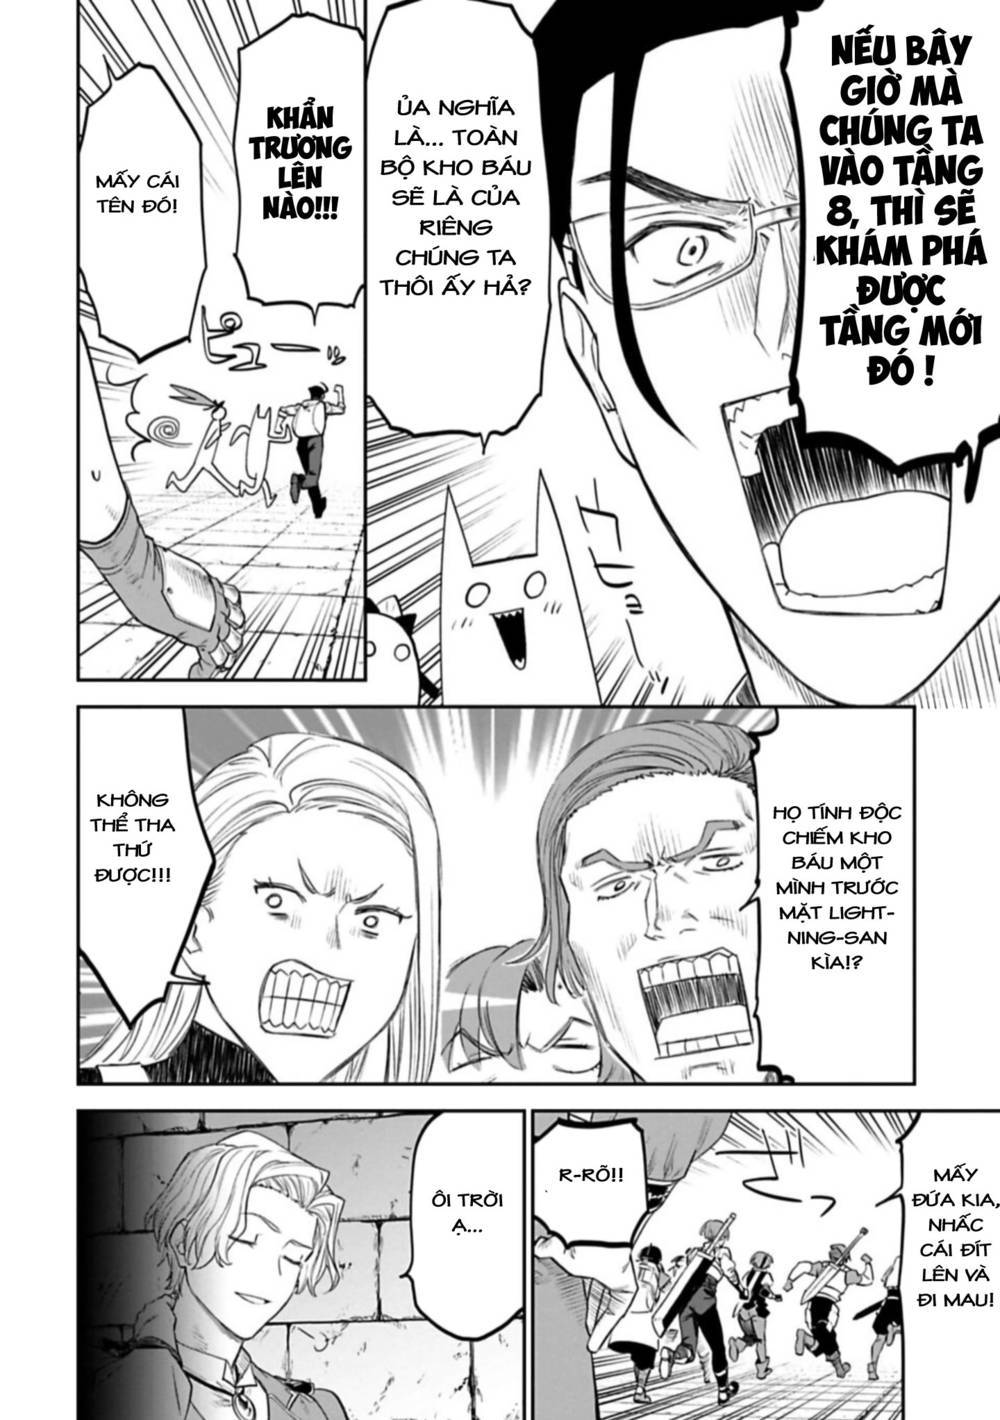 NẾU BÂY
GIỜ MÀ
CHÚNG TA
VÀO TẦNG
8, THÌ SẼ
KHÁM PHÁ
ĐƯỢC
TẦNG MỚI
ĐÓ !
ỦA NGHĨA
LÀ... TOÀN
BỘ KHO BÁU
SẼ LÀ CỦA
RIÊNG
CHÚNG TA
THÔI ẤY HẢ?
KHẨN
TRƯƠNG
LÊN
NÀO!!!
MẤY CÁI
TÊN ĐÓ!
ピュー
HỌ TÍNH ĐỘC
CHIẾM KHO
BÁU MỘT
MÌNH TRƯỚC
MẶT LIGHT-
NING-SAN
KÌA!?
KHÔNG
THỂ THA
THỨ
ĐƯỢC!!!
MẤY
ĐỨA KIA,
NHẤC
CÁI ĐÍT
LÊN VÀ
ĐI MAU!
R-RÕ!!
ÔI TRỜI
Ạ...